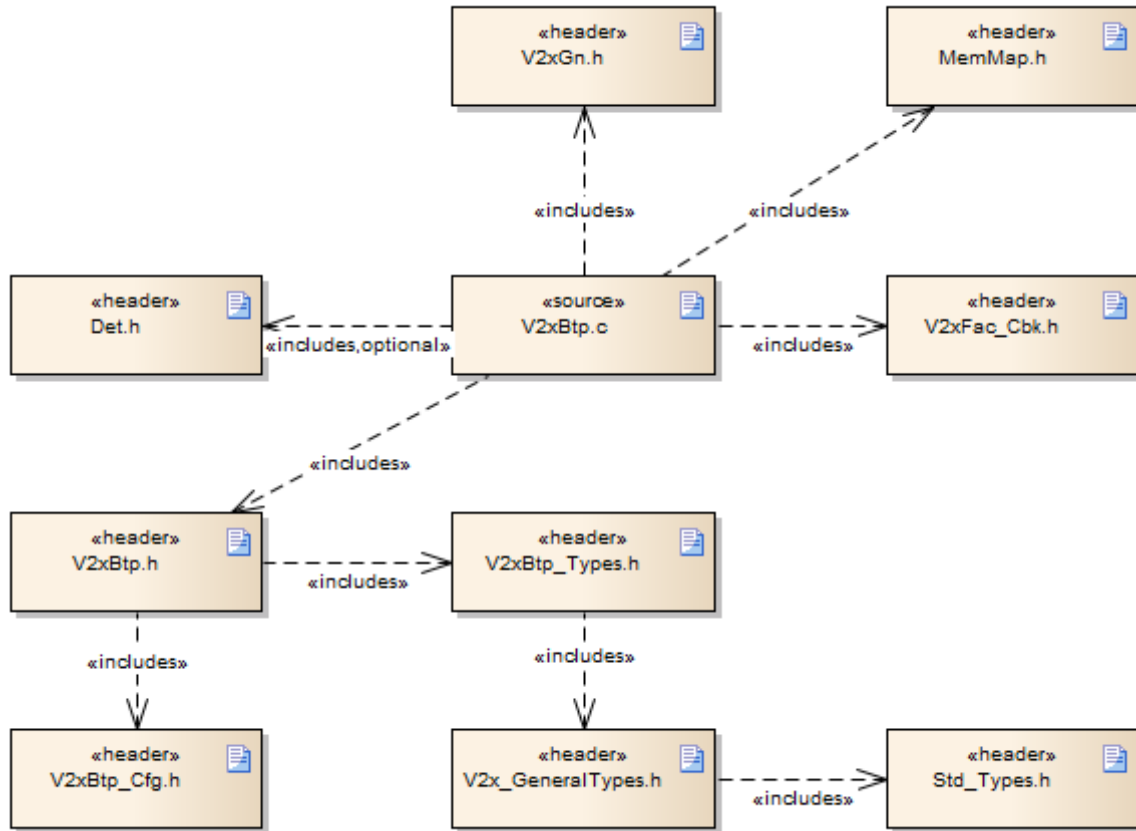 «header»
V2xGn.h
«header»
MemMap.h
«includes»
«includes»
«header»
Det.h
«source»
V2xBtp.c
«header»
V2xFac_Cbk.h
«includes,optional»
«includes»
«includes»
«header»
V2xBtp.h
«header»
V2xBtp_Types.h
«includes»
«includes»
«includes»
«header»
V2xBtp_Cfg.h
«header»
V2x_GeneralTypes.h
«header»
Std_Types.h
«includes»